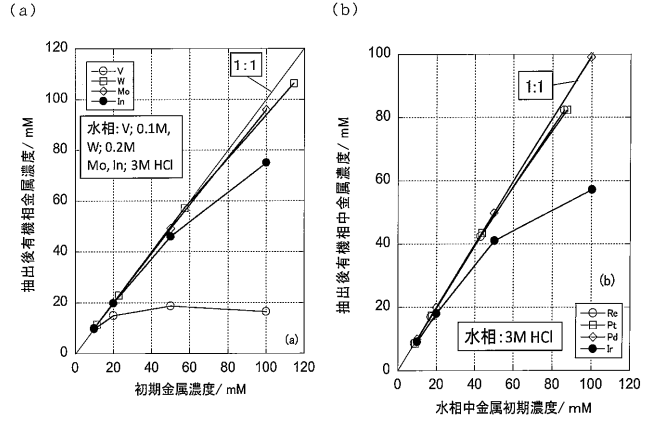 (a)
120
100
80
60
40
20
0
0 20 40 60 80 100 120
抽出後有機相金属濃度/ mM
初期金属濃度/ mM
V
W
Mo
In
水相: V; 0.1M,
W; 0.2M
Mo, In; 3M HCl
1:1
(a)
(b)
100
80
60
40
20
0
0 20 40 60 80 100 120
抽出後有機相中金属濃度/ mM
水相中金属初期濃度/ mM
1:1
(b)
水相: 3M HCl
Re
Pt
Pd
Ir